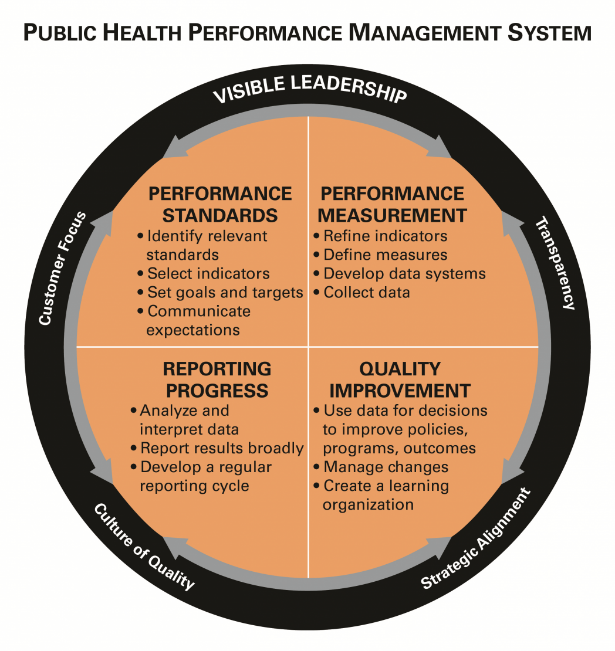 PUBLIC HEALTH PERFORMANCE MANAGEMENT SYSTEM
VISIBLE LEADERSHIP
Customer Focus
Transparency
PERFORMANCE
STANDARDS
• Identify relevant
standards
• Select indicators
• Set goals and targets
• Communicate
expectations
PERFORMANCE
MEASUREMENT
• Refine indicators
• Define measures
• Develop data systems
• Collect data
REPORTING
PROGRESS
• Analyze and
interpret data
• Report results broadly
• Develop a regular
reporting cycle
QUALITY
IMPROVEMENT
• Use data for decisions
to improve policies,
programs, outcomes
• Manage changes
• Create a learning
organization
Culture of Quality
Strategic Alignment